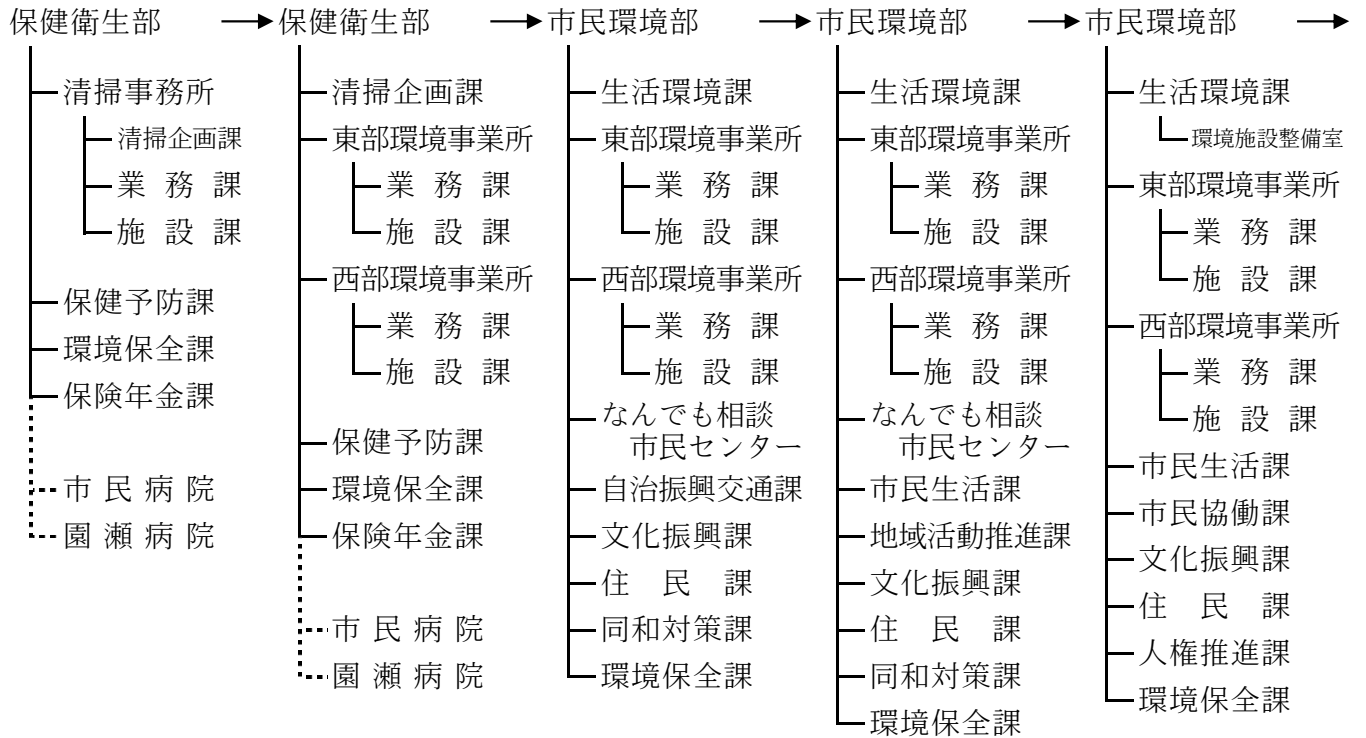 保健衛生部
清掃事務所
清掃企画課
業務課
施設課
保健予防課
環境保全課
保険年金課
市民病院
園瀬病院
保健衛生部
清掃企画課
東部環境事業所
業務課
施設課
西部環境事業所
業務課
施設課
保健予防課
環境保全課
保険年金課
市民病院
園瀬病院
市民環境部
生活環境課
東部環境事業所
業務課
施設課
西部環境事業所
業務課
施設課
なんでも相談
市民センター
自治振興交通課
文化振興課
住民課
同和対策課
環境保全課
市民環境部
生活環境課
東部環境事業所
業務課
施設課
西部環境事業所
業務課
施設課
なんでも相談
市民センター
市民生活課
地域活動推進課
文化振興課
住民課
同和対策課
環境保全課
市民環境部
生活環境課
環境施設整備室
東部環境事業所
業務課
施設課
西部環境事業所
業務課
施設課
市民生活課
市民協働課
文化振興課
住民課
人権推進課
環境保全課